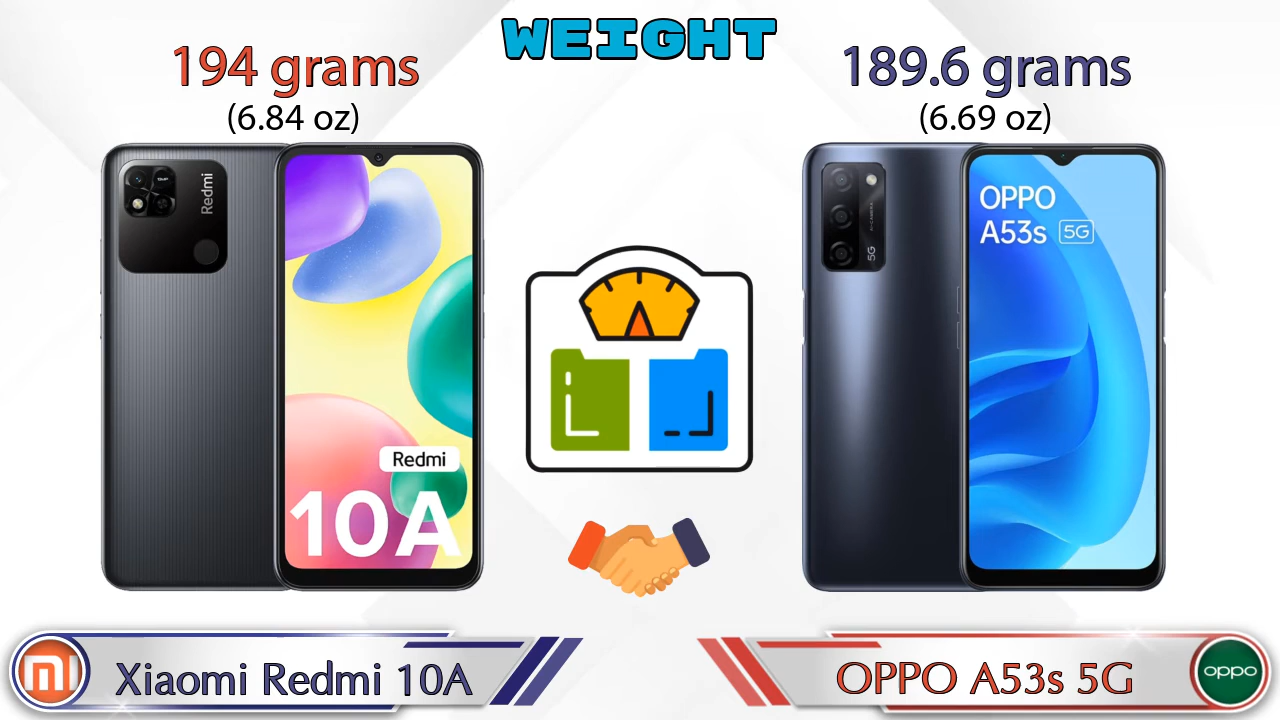 WEIGHT
194 grams
(6.84 oz)
189.6 grams
(6.69 oz)
Redmi
Redmi
10A
5G
OPPO
A53s 5G
Xiaomi Redmi 10A
OPPO A53s 5G
oppo